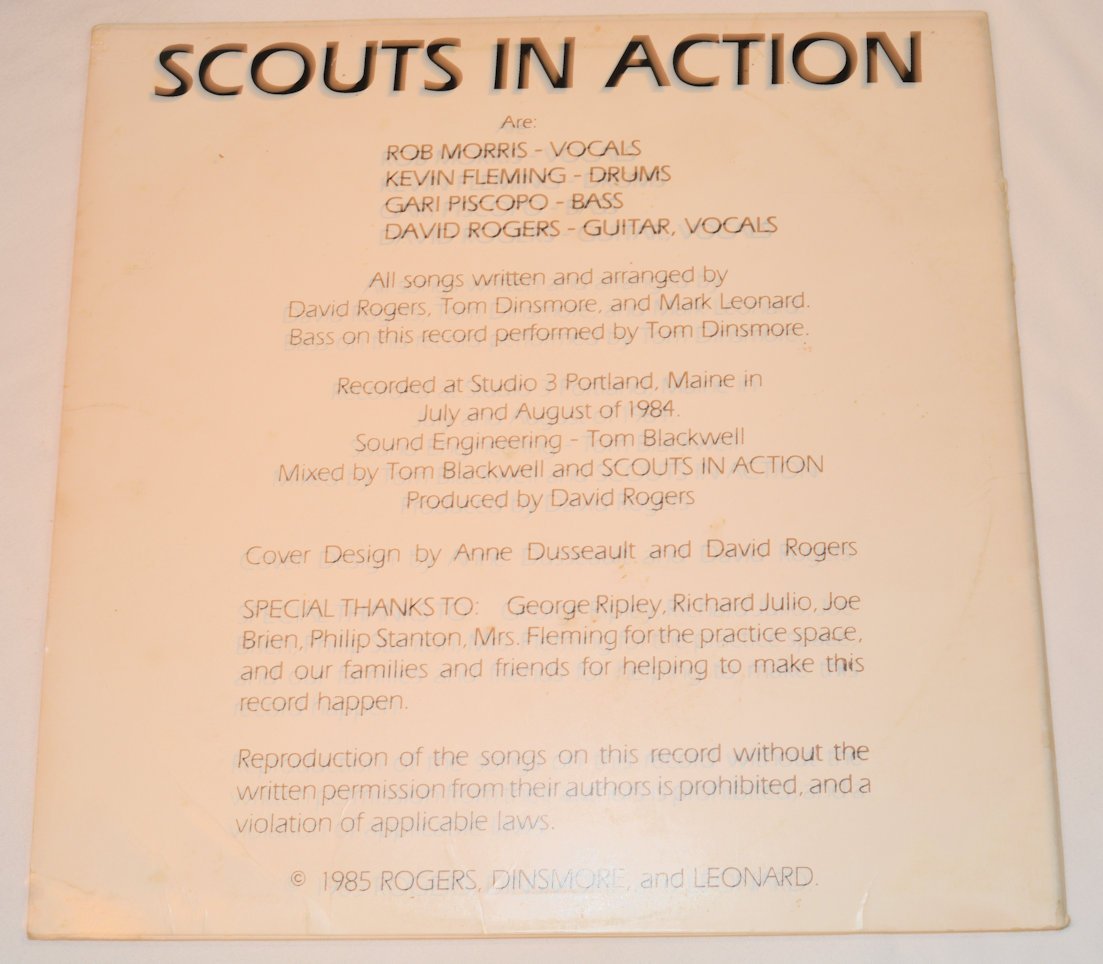 SCOUTS IN ACTION
Are:
ROB MORRIS - VOCALS
KEVIN FLEMING - DRUMS
GARI PISCOPO - BASS
DAVID ROGERS - GUITAR, VOCALS
All songs written and arranged by
David Rogers, Tom Dinsmore, and Mark Leonard.
Bass on this record performed by Tom Dinsmore.
Recorded at Studio 3 Portland, Maine in
July and August of 1984.
Sound Engineering - Tom Blackwell
Mixed by Tom Blackwell and SCOUTS IN ACTION
Produced by David Rogers
Cover Design by Anne Dusseault and David Rogers
SPECIAL THANKS TO: George Ripley, Richard Julio, Joe
Brien, Philip Stanton, Mrs. Fleming for the practice space,
and our families and friends for helping to make this
record happen.
Reproduction of the songs on this record without the
written permission from their authors is prohibited, and a
violation of applicable laws.
© 1985 ROGERS, DINSMORE, and LEONARD.